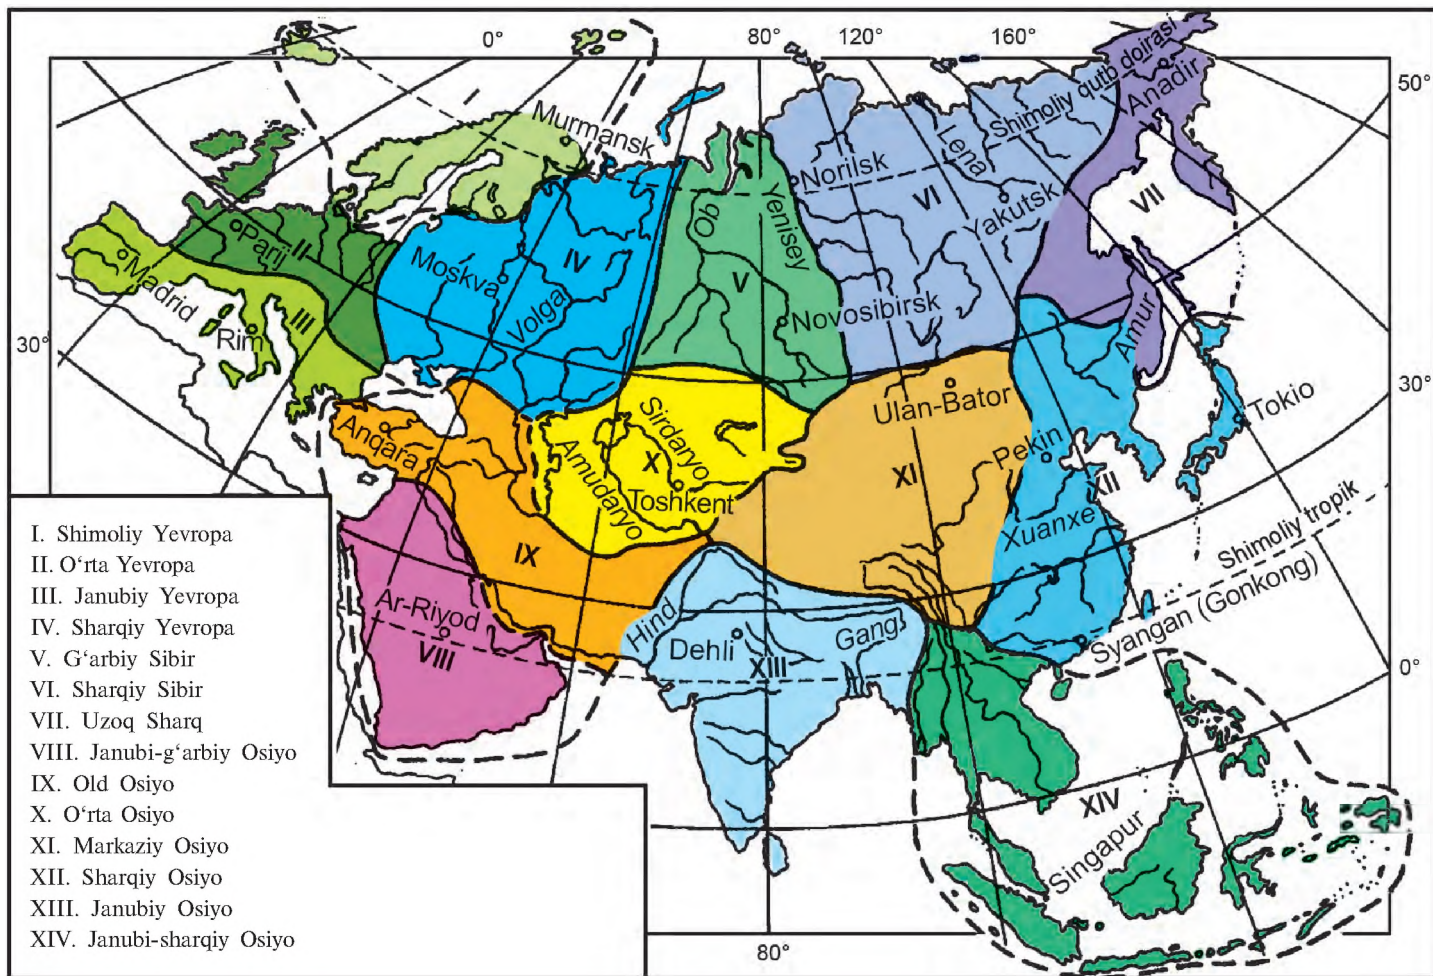 0°
80°
120°
160°
50°
Shimoliy qutb doirasi
Anadir
Murmansk
Norilsk
Lena
VI
Yakutsk
VII
Ob
Yenisey
Parij
II
Madrid
Rim
III
Moskva
IV
Volga
V
Novosibirsk
Amur
30°
30°
Ulan-Bator
Tokio
Anqara
Sirdaryo
X
Amudaryo
Toshkent
XI
Pekin
XII
Xuanxe
IX
Shimoliy tropik
Syangan (Gonkong)
Ar-Riyod
VIII
Hind
Dehli
XIII
Gang
0°
XIV
Singapur
80°
I. Shimoliy Yevropa
II. O‘rta Yevropa
III. Janubiy Yevropa
IV. Sharqiy Yevropa
V. G‘arbiy Sibir
VI. Sharqiy Sibir
VII. Uzoq Sharq
VIII. Janubi-g‘arbiy Osiyo
IX. Old Osiyo
X. O‘rta Osiyo
XI. Markaziy Osiyo
XII. Sharqiy Osiyo
XIII. Janubiy Osiyo
XIV. Janubi-sharqiy Osiyo